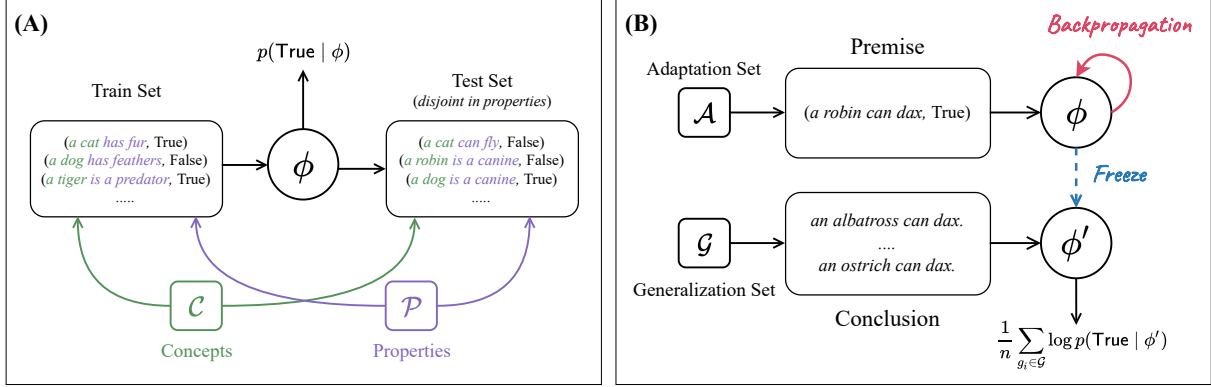 (A)
p(True | ϕ)
Train Set
Test Set
(disjoint in properties)
(a cat has fur, True)
(a dog has feathers, False)
(a tiger is a predator, True)
.....
ϕ
(a cat can fly, False)
(a robin is a canine, False)
(a dog is a canine, True)
.....
C
P
Concepts
Properties
(B)
Backpropagation
Premise
Adaptation Set
A
(a robin can dax, True)
ϕ
Freeze
G
an albatross can dax.
....
an ostrich can dax.
ϕ′
Generalization Set
Conclusion
1/n ∑ gᵢ∈G log p(True | ϕ′)